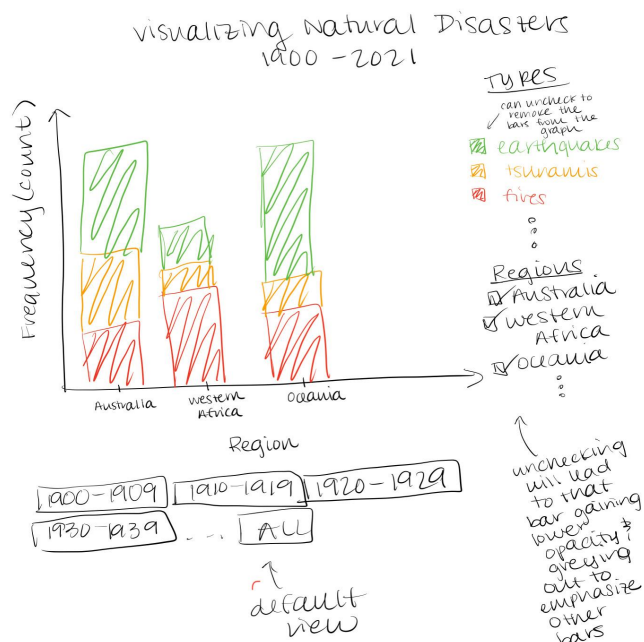 visualizing Natural Disasters
1900 - 2021
TYPES
can uncheck to
remove the
bars from the
graph
earthquakes
tsunamis
fires
Frequency (count)
Regions
Australia
western
Africa
Oceania
Australia
western
Africa
Oceania
Region
unchecking
will lead
to that
bar gaining
lower
opacity &
greying
out to
emphasize
other
bars
1900-1909
1910-1919
1920-1929
1930-1939
....
ALL
default
view